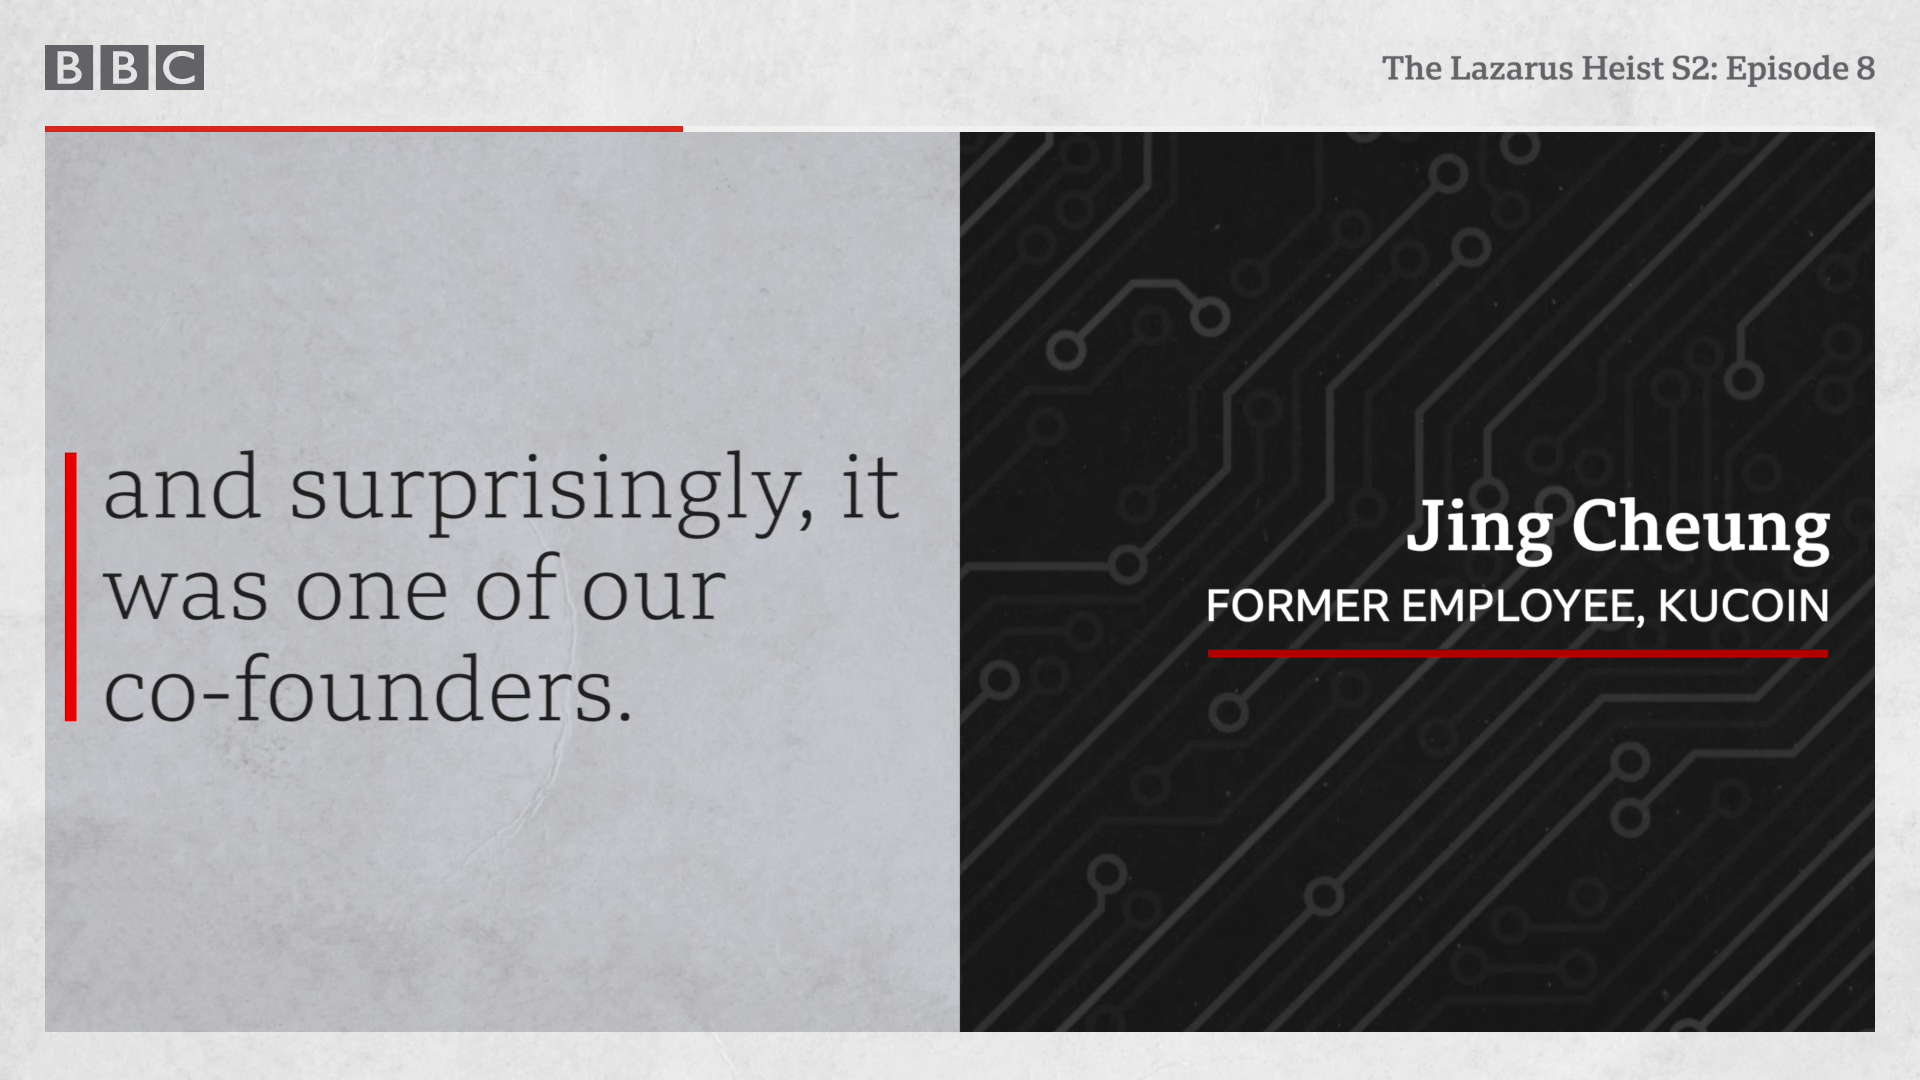 BBC
The Lazarus Heist S2: Episode 8
and surprisingly, it
was one of our
co-founders.
Jing Cheung
FORMER EMPLOYEE, KUCOIN